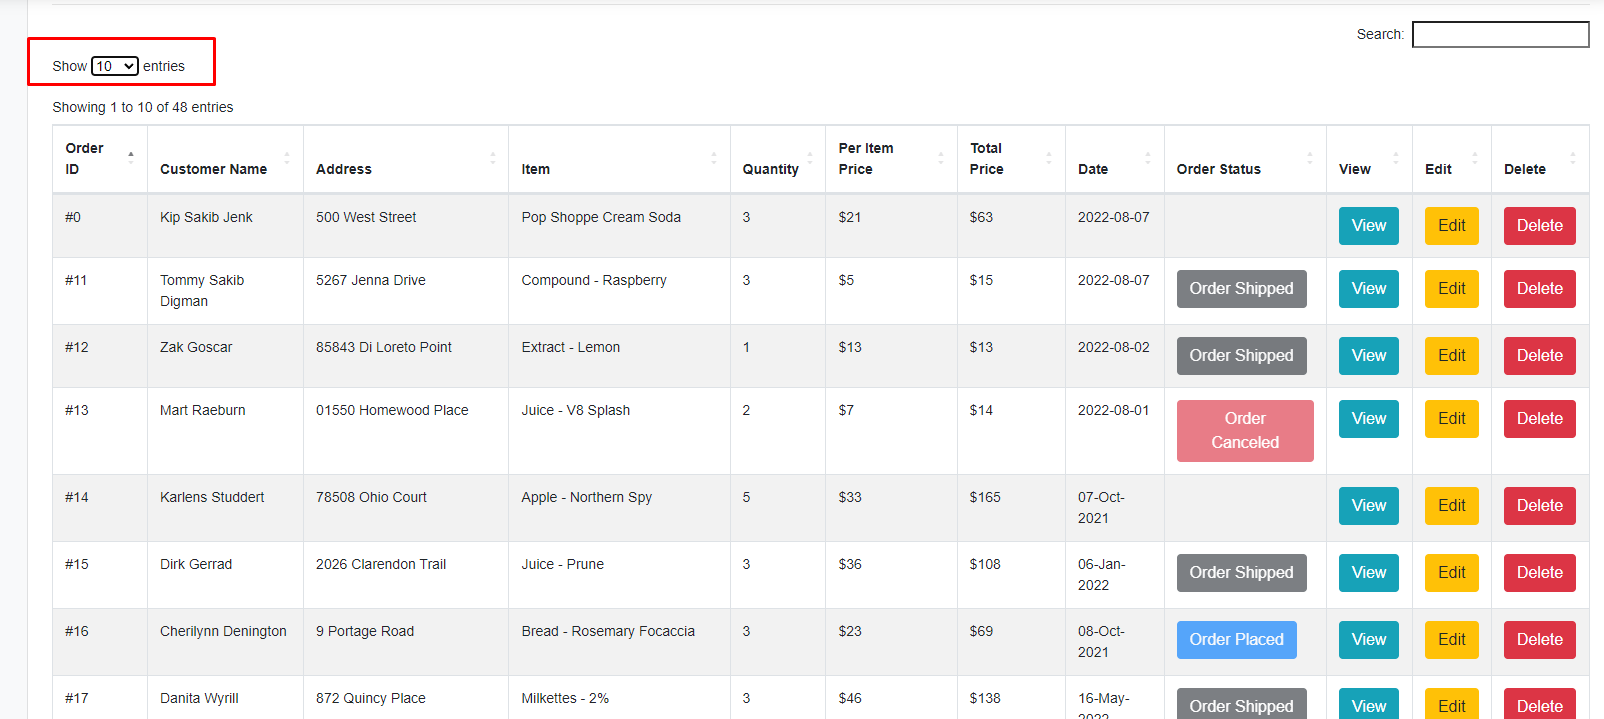 Search:
Show 10 entries
Showing 1 to 10 of 48 entries
Order ID Customer Name Address Item Quantity Per Item Price Total Price Date Order Status View Edit Delete
#0 Kip Sakib Jenk 500 West Street Pop Shoppe Cream Soda 3 $21 $63 2022-08-07 View Edit Delete
#11 Tommy Sakib Digman 5267 Jenna Drive Compound - Raspberry 3 $5 $15 2022-08-07 Order Shipped View Edit Delete
#12 Zak Goscar 85843 Di Loreto Point Extract - Lemon 1 $13 $13 2022-08-02 Order Shipped View Edit Delete
#13 Mart Raeburn 01550 Homewood Place Juice - V8 Splash 2 $7 $14 2022-08-01 Order Canceled View Edit Delete
#14 Karlens Studdert 78508 Ohio Court Apple - Northern Spy 5 $33 $165 07-Oct-2021 View Edit Delete
#15 Dirk Gerrad 2026 Clarendon Trail Juice - Prune 3 $36 $108 06-Jan-2022 Order Shipped View Edit Delete
#16 Cherilynn Denington 9 Portage Road Bread - Rosemary Focaccia 3 $23 $69 08-Oct-2021 Order Placed View Edit Delete
#17 Danita Wyrill 872 Quincy Place Milkettes - 2% 3 $46 $138 16-May-2022 Order Shipped View Edit Delete